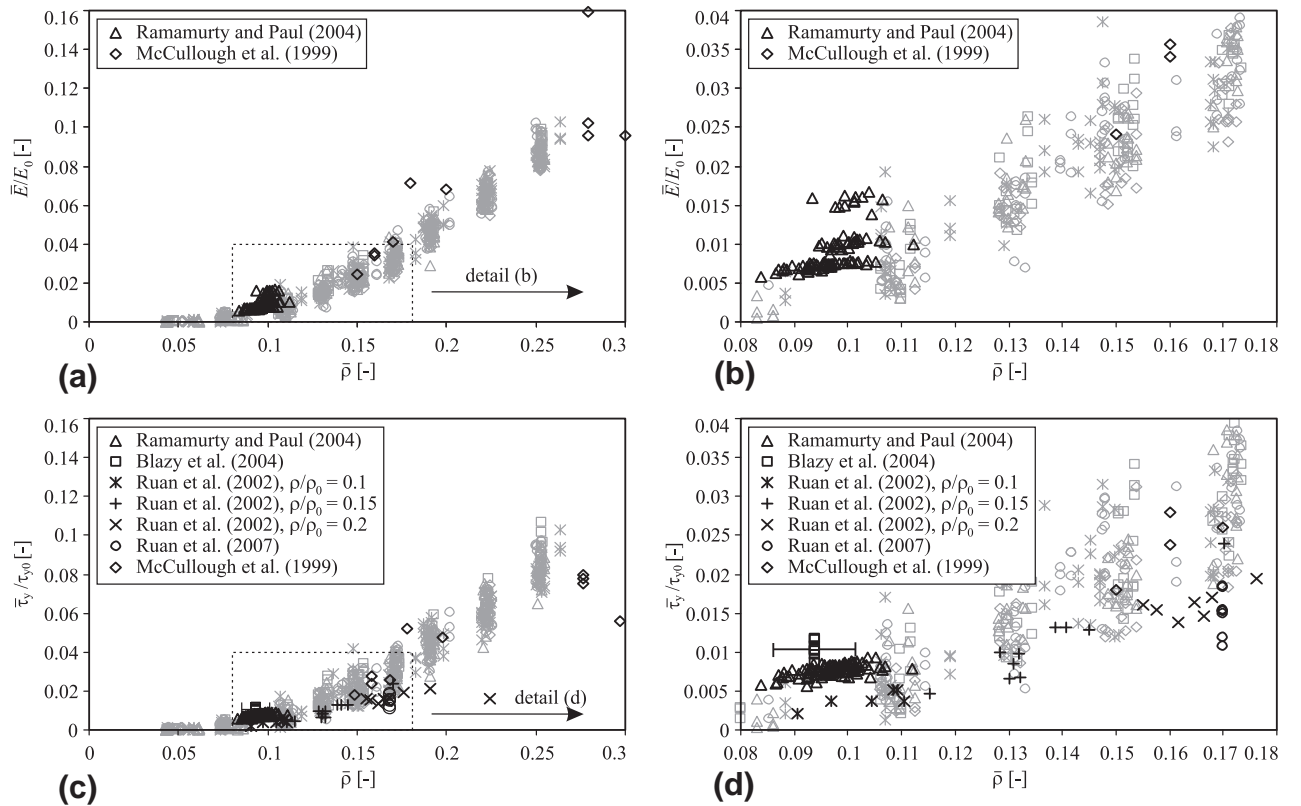 0.16
0.14
0.12
0.1
0.08
0.06
0.04
0.02
0
Ē/E₀ [-]
Ramamurty and Paul (2004)
McCullough et al. (1999)
detail (b)
0 0.05 0.1 0.15 0.2 0.25 0.3
ρ̄ [-]
(a)
0.04
0.035
0.03
0.025
0.02
0.015
0.01
0.005
0
Ē/E₀ [-]
Ramamurty and Paul (2004)
McCullough et al. (1999)
0.08 0.09 0.1 0.11 0.12 0.13 0.14 0.15 0.16 0.17 0.18
ρ̄ [-]
(b)
0.16
0.14
0.12
0.1
0.08
0.06
0.04
0.02
0
τ̄y/τy0 [-]
Ramamurty and Paul (2004)
Blazy et al. (2004)
Ruan et al. (2002), ρ/ρ₀ = 0.1
Ruan et al. (2002), ρ/ρ₀ = 0.15
Ruan et al. (2002), ρ/ρ₀ = 0.2
Ruan et al. (2007)
McCullough et al. (1999)
detail (d)
0 0.05 0.1 0.15 0.2 0.25 0.3
ρ̄ [-]
(c)
0.04
0.035
0.03
0.025
0.02
0.015
0.01
0.005
0
τ̄y/τy0 [-]
Ramamurty and Paul (2004)
Blazy et al. (2004)
Ruan et al. (2002), ρ/ρ₀ = 0.1
Ruan et al. (2002), ρ/ρ₀ = 0.15
Ruan et al. (2002), ρ/ρ₀ = 0.2
Ruan et al. (2007)
McCullough et al. (1999)
0.08 0.09 0.1 0.11 0.12 0.13 0.14 0.15 0.16 0.17 0.18
ρ̄ [-]
(d)